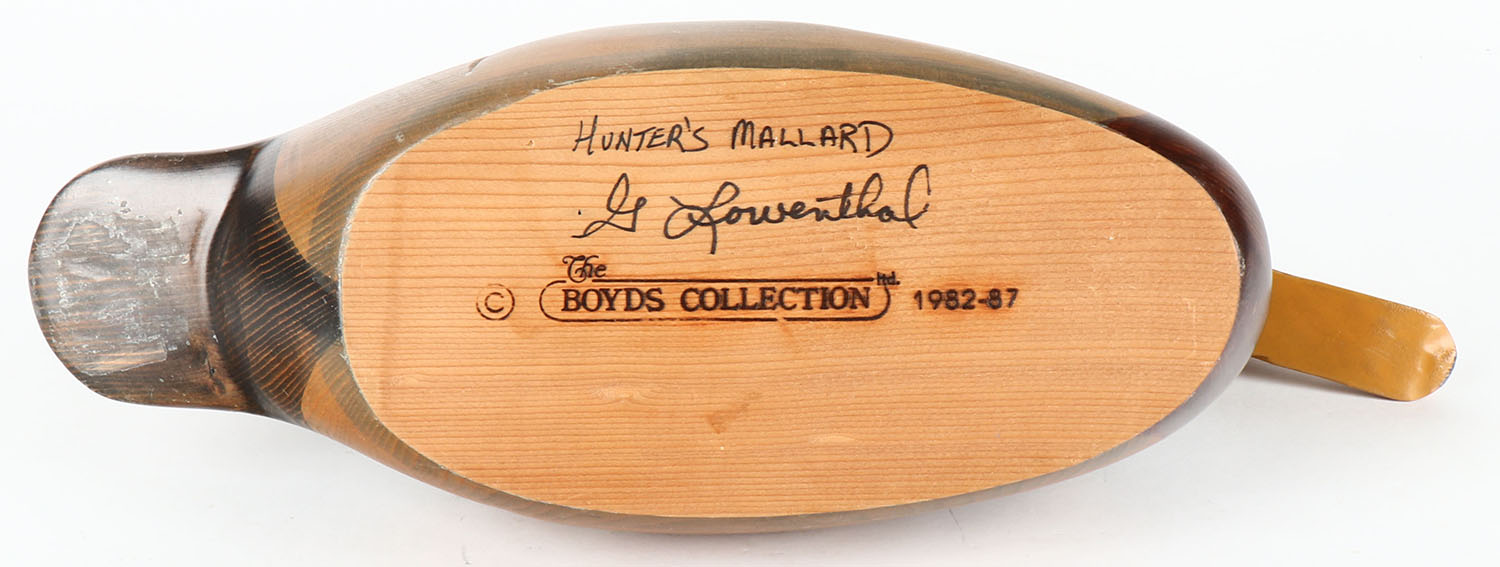 HUNTER'S MALLARD
G Lowenthal
The
© BOYDS COLLECTION ltd. 1982-87